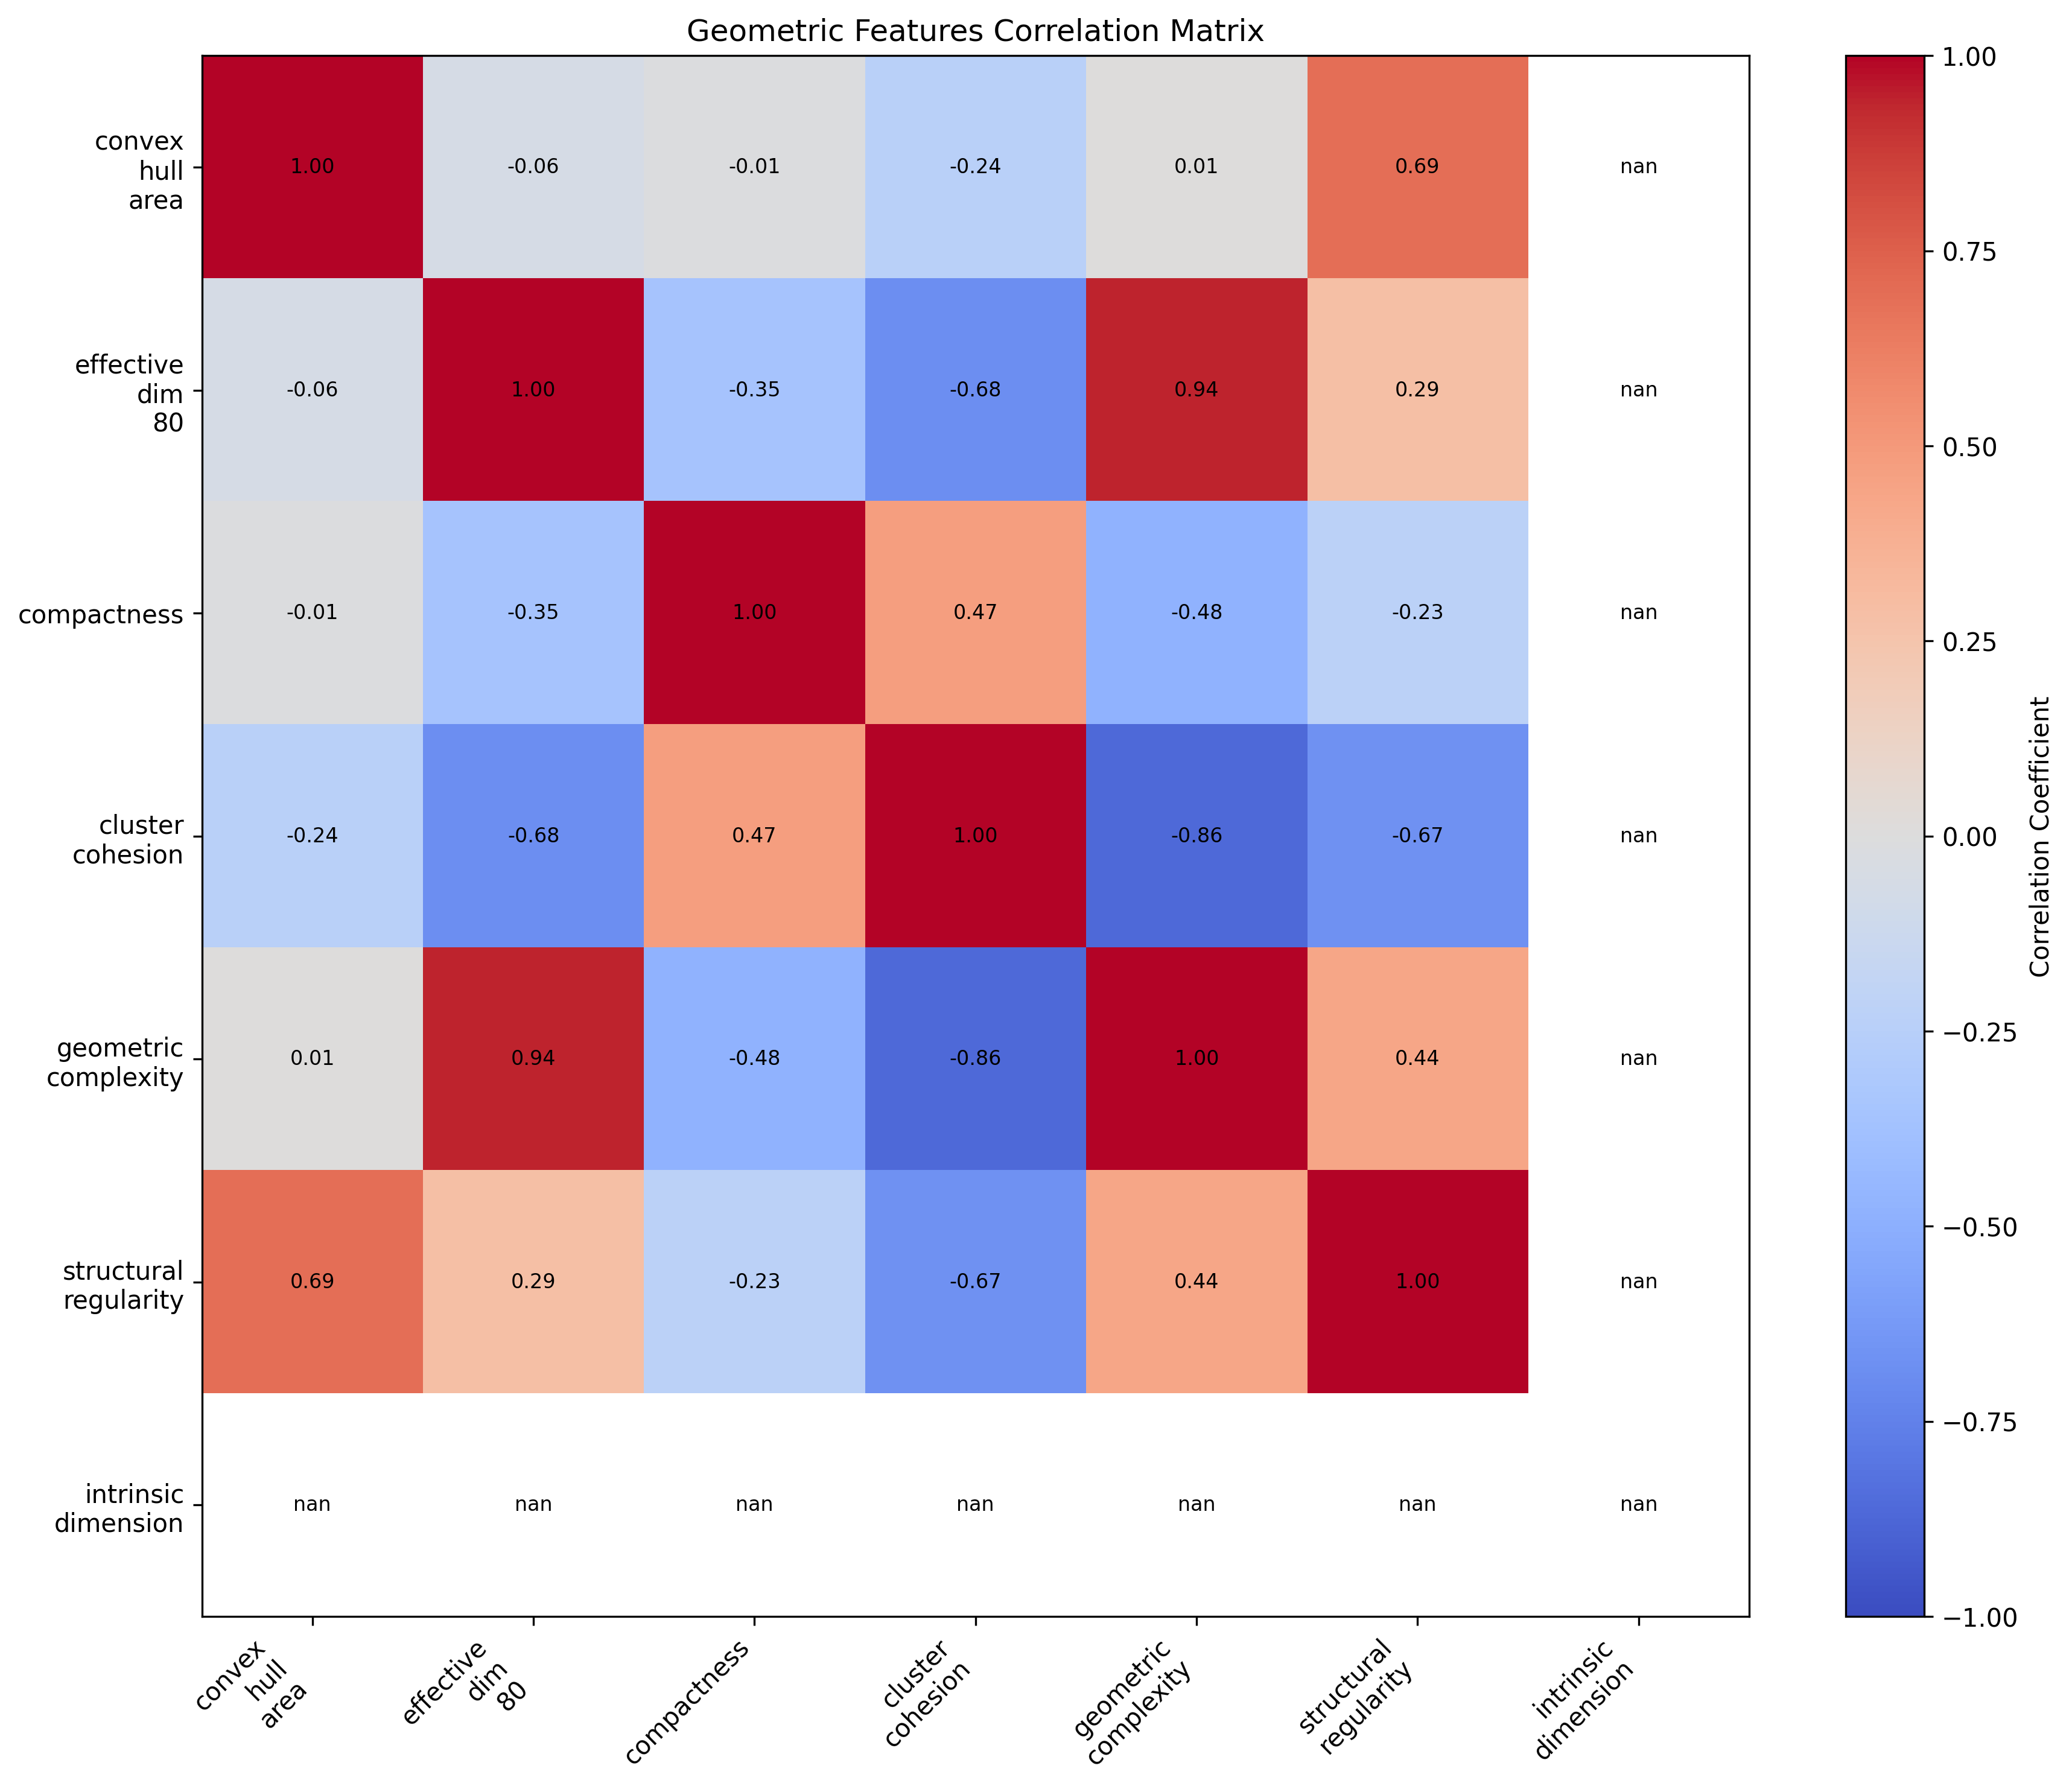 Geometric Features Correlation Matrix
convex
hull
area
1.00 -0.06 -0.01 -0.24 0.01 0.69 nan
effective
dim
80
-0.06 1.00 -0.35 -0.68 0.94 0.29 nan
compactness
-0.01 -0.35 1.00 0.47 -0.48 -0.23 nan
cluster
cohesion
-0.24 -0.68 0.47 1.00 -0.86 -0.67 nan
geometric
complexity
0.01 0.94 -0.48 -0.86 1.00 0.44 nan
structural
regularity
0.69 0.29 -0.23 -0.67 0.44 1.00 nan
intrinsic
dimension
nan nan nan nan nan nan nan
convex
hull
area
effective
dim
80
compactness
cluster
cohesion
geometric
complexity
structural
regularity
intrinsic
dimension
1.00
0.75
0.50
0.25
0.00
−0.25
−0.50
−0.75
−1.00
Correlation Coefficient